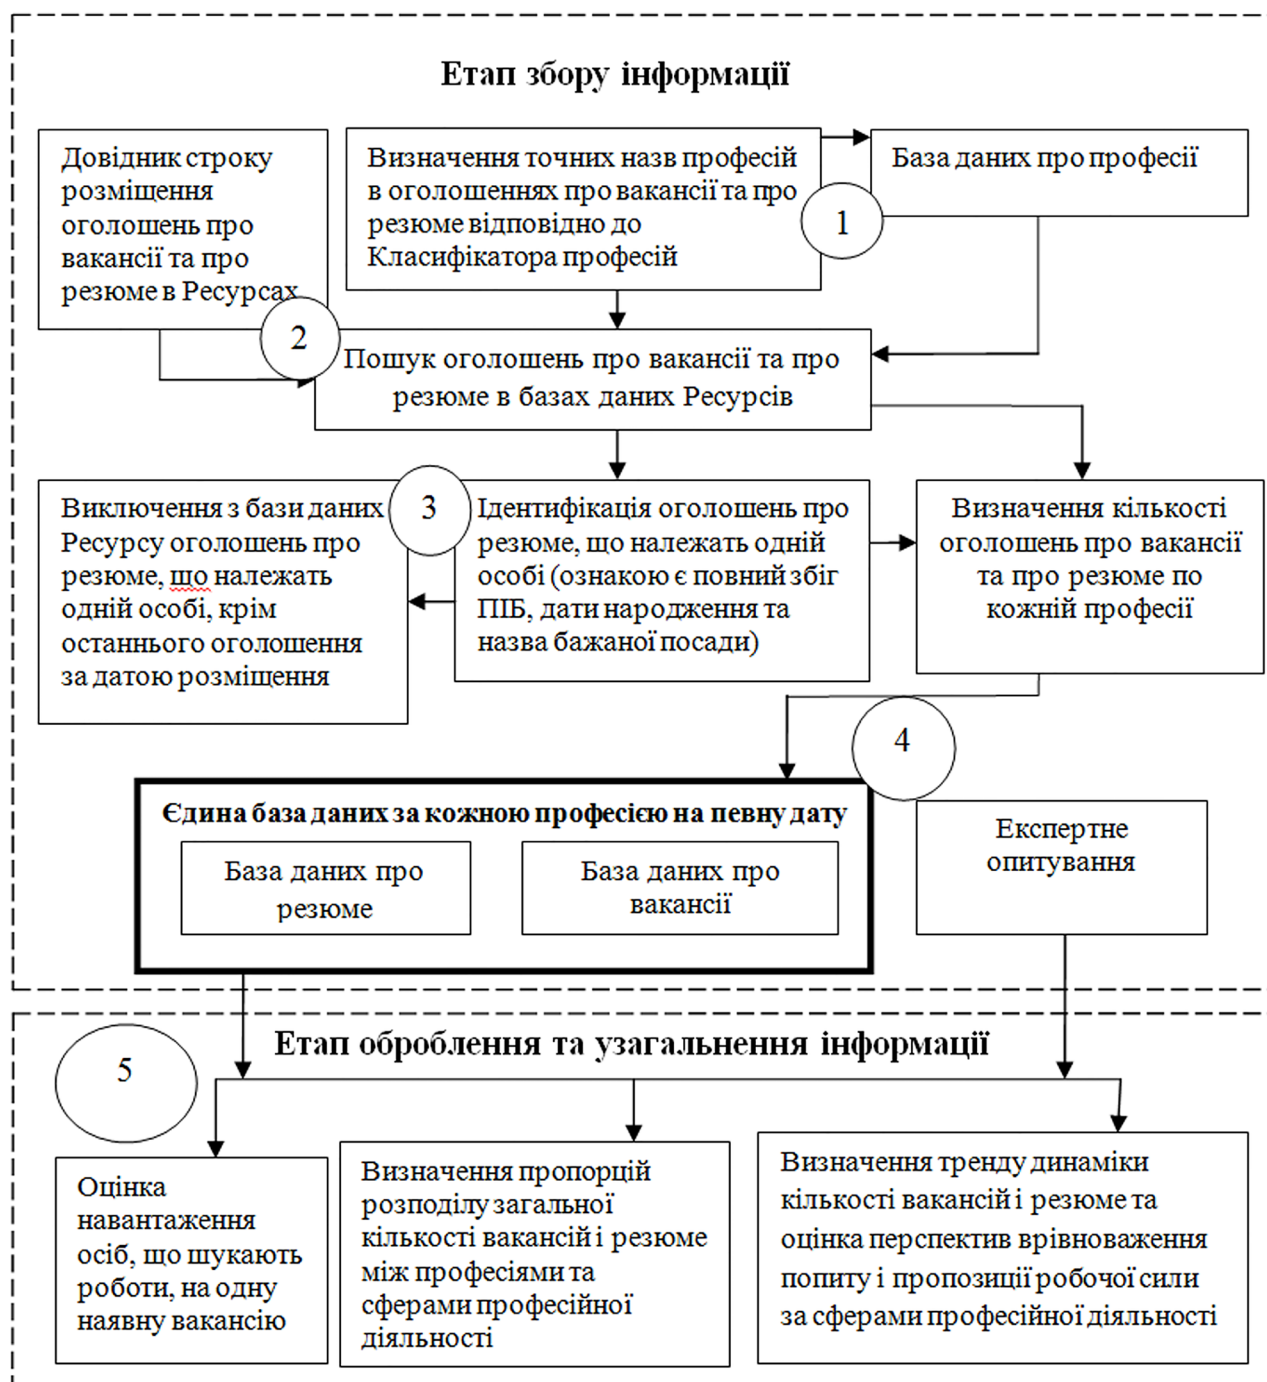 Етап збору інформації
Довідник строку
розміщення
оголошень про
вакансії та про
резюме в Ресурсах
Визначення точних назв професій
в оголошеннях про вакансії та про
резюме відповідно до
Класифікатора професій
1
База даних про професії
2
Пошук оголошень про вакансії та про
резюме в базах даних Ресурсів
Виключення з бази даних
Ресурсу оголошень про
резюме, що належать
одній особі, крім
останнього оголошення
за датою розміщення
3
Ідентифікація оголошень про
резюме, що належать одній
особі (ознакою є повний збіг
ПІБ, дати народження та
назва бажаної посади)
Визначення кількості
оголошень про вакансії
та про резюме по
кожній професії
4
Єдина база даних за кожною професією на певну дату
База даних про
резюме
База даних про
вакансії
Експертне
опитування
Етап оброблення та узагальнення інформації
5
Оцінка
навантаження
осіб, що шукають
роботи, на одну
наявну вакансію
Визначення пропорцій
розподілу загальної
кількості вакансій і резюме
між професіями та
сферами професійної
діяльності
Визначення тренду динаміки
кількості вакансій і резюме та
оцінка перспектив врівноваження
попиту і пропозиції робочої сили
за сферами професійної діяльності